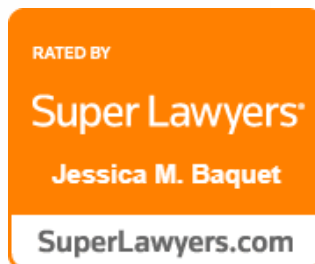 RATED BY
Super Lawyers®
Jessica M. Baquet
SuperLawyers.com